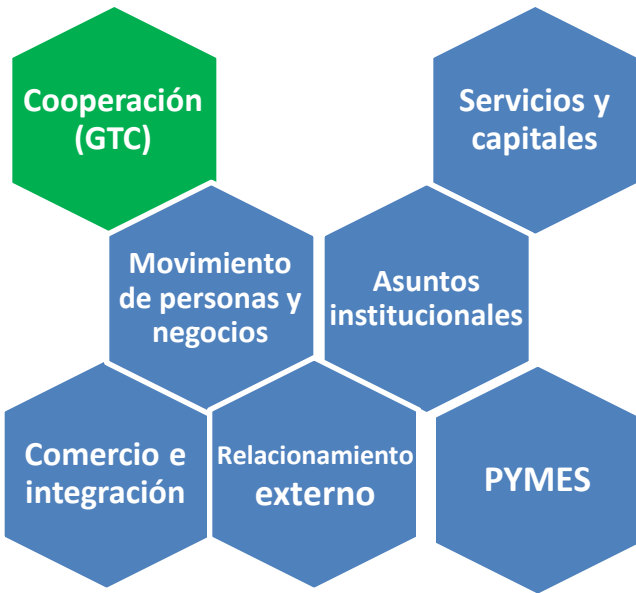 Cooperación
(GTC)
Servicios y
capitales
Movimiento
de personas y
negocios
Asuntos
institucionales
Comercio e
integración
Relacionamiento
externo
PYMES